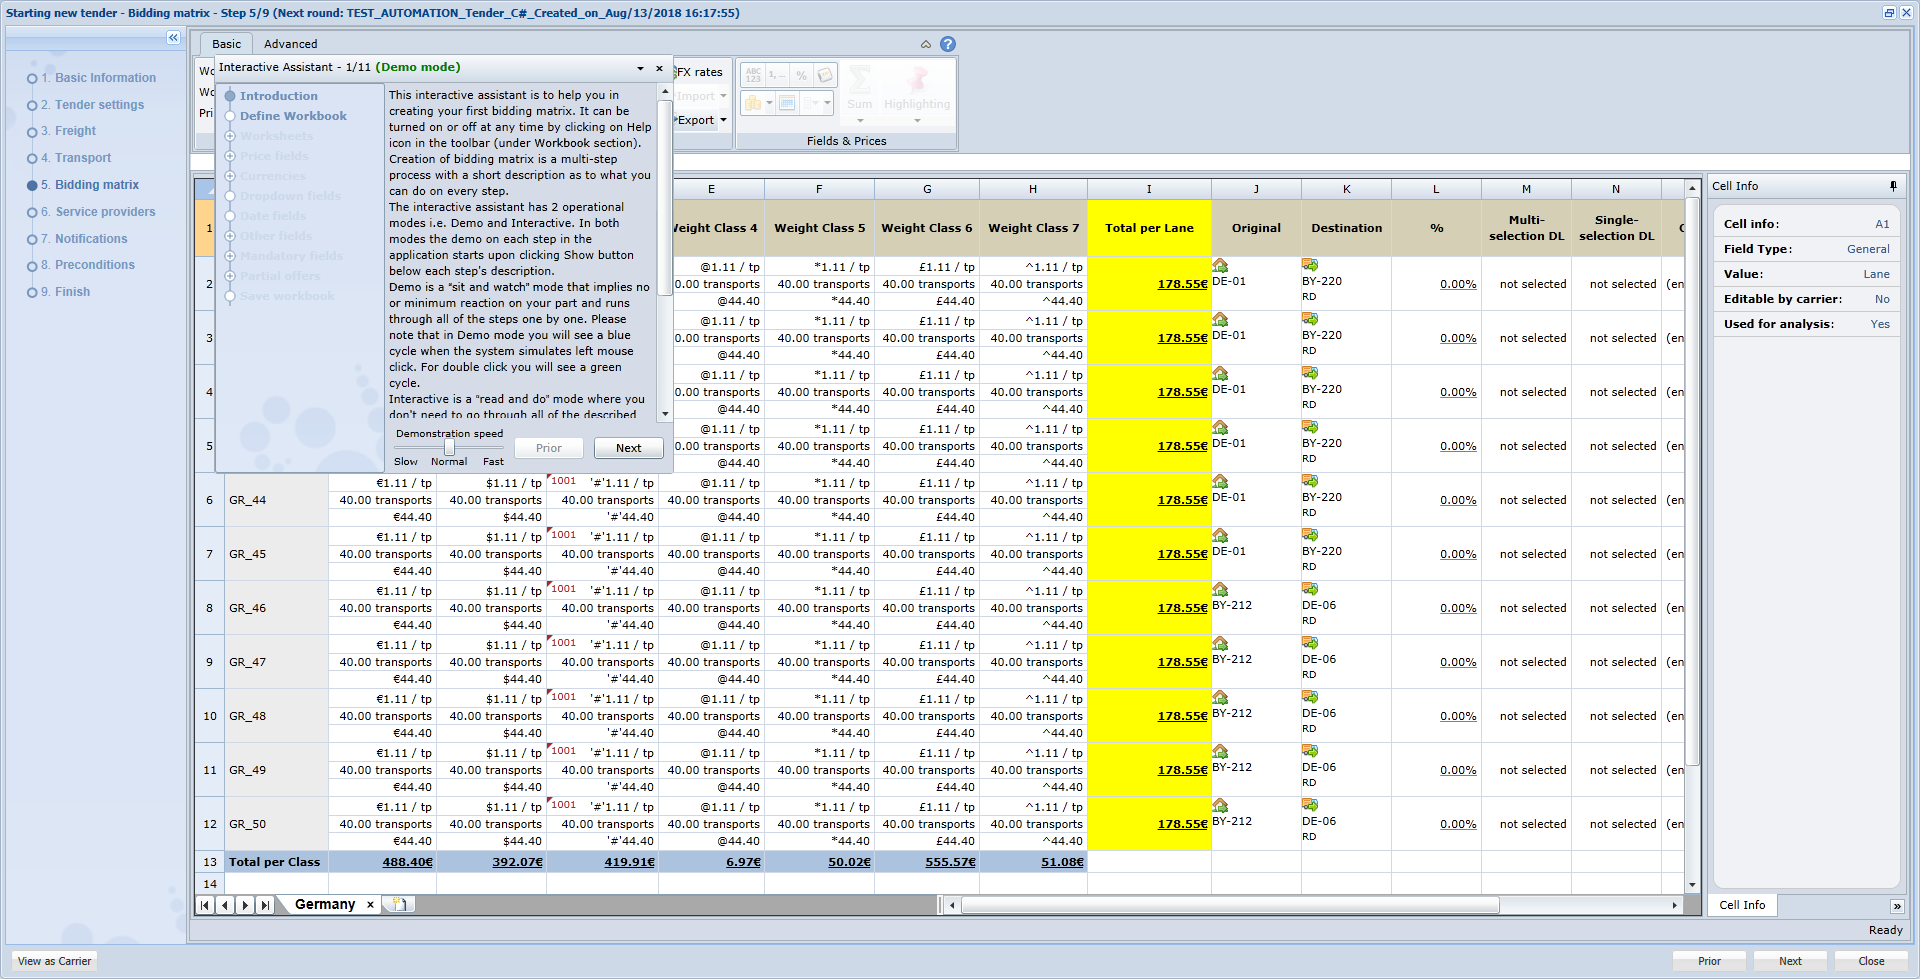 Starting new tender - Bidding matrix - Step 5/9 (Next round: TEST_AUTOMATION_Tender_C#_Created_on_Aug/13/2018 16:17:55)
1. Basic Information
2. Tender settings
3. Freight
4. Transport
5. Bidding matrix
6. Service providers
7. Notifications
8. Preconditions
9. Finish
Basic Advanced
Interactive Assistant - 1/11 (Demo mode)
Introduction
Define Workbook
Worksheets
Price fields
Currencies
Dropdown fields
Date fields
Other fields
Mandatory fields
Partial offers
Save workbook
This interactive assistant is to help you in
creating your first bidding matrix. It can be
turned on or off at any time by clicking on Help
icon in the toolbar (under Workbook section).
Creation of bidding matrix is a multi-step
process with a short description as to what you
can do on every step.
The interactive assistant has 2 operational
modes i.e. Demo and Interactive. In both
modes the demo on each step in the
application starts upon clicking Show button
below each step's description.
Demo is a "sit and watch" mode that implies no
or minimum reaction on your part and runs
through all of the steps one by one. Please
note that in Demo mode you will see a blue
cycle when the system simulates left mouse
click. For double click you will see a green
cycle.
Interactive is a "read and do" mode where you
don't need to go through all of the described
Demonstration speed
Slow Normal Fast
Prior Next
FX rates
Import
Export
ABC 123 1,.. %
Sum Highlighting
Fields & Prices
E F G H I J K L M N
1 Weight Class 4 Weight Class 5 Weight Class 6 Weight Class 7 Total per Lane Original Destination % Multi-selection DL Single-selection DL
2 @1.11 / tp *1.11 / tp £1.11 / tp ^1.11 / tp
0.00 transports 40.00 transports 40.00 transports 40.00 transports 178.55€ DE-01 BY-220 RD 0.00% not selected not selected (en
@44.40 *44.40 £44.40 ^44.40
3 @1.11 / tp *1.11 / tp £1.11 / tp ^1.11 / tp
0.00 transports 40.00 transports 40.00 transports 40.00 transports 178.55€ DE-01 BY-220 RD 0.00% not selected not selected (en
@44.40 *44.40 £44.40 ^44.40
4 @1.11 / tp *1.11 / tp £1.11 / tp ^1.11 / tp
0.00 transports 40.00 transports 40.00 transports 40.00 transports 178.55€ DE-01 BY-220 RD 0.00% not selected not selected (en
@44.40 *44.40 £44.40 ^44.40
5 @1.11 / tp *1.11 / tp £1.11 / tp ^1.11 / tp
0.00 transports 40.00 transports 40.00 transports 40.00 transports 178.55€ DE-01 BY-220 RD 0.00% not selected not selected (en
@44.40 *44.40 £44.40 ^44.40
€1.11 / tp $1.11 / tp 1001 '#'1.11 / tp @1.11 / tp *1.11 / tp £1.11 / tp ^1.11 / tp
6 GR_44 40.00 transports 40.00 transports 40.00 transports 40.00 transports 40.00 transports 40.00 transports 40.00 transports 178.55€ DE-01 BY-220 RD 0.00% not selected not selected (en
€44.40 $44.40 '#'44.40 @44.40 *44.40 £44.40 ^44.40
€1.11 / tp $1.11 / tp 1001 '#'1.11 / tp @1.11 / tp *1.11 / tp £1.11 / tp ^1.11 / tp
7 GR_45 40.00 transports 40.00 transports 40.00 transports 40.00 transports 40.00 transports 40.00 transports 40.00 transports 178.55€ DE-01 BY-220 RD 0.00% not selected not selected (en
€44.40 $44.40 '#'44.40 @44.40 *44.40 £44.40 ^44.40
€1.11 / tp $1.11 / tp 1001 '#'1.11 / tp @1.11 / tp *1.11 / tp £1.11 / tp ^1.11 / tp
8 GR_46 40.00 transports 40.00 transports 40.00 transports 40.00 transports 40.00 transports 40.00 transports 40.00 transports 178.55€ BY-212 DE-06 RD 0.00% not selected not selected (en
€44.40 $44.40 '#'44.40 @44.40 *44.40 £44.40 ^44.40
€1.11 / tp $1.11 / tp 1001 '#'1.11 / tp @1.11 / tp *1.11 / tp £1.11 / tp ^1.11 / tp
9 GR_47 40.00 transports 40.00 transports 40.00 transports 40.00 transports 40.00 transports 40.00 transports 40.00 transports 178.55€ BY-212 DE-06 RD 0.00% not selected not selected (en
€44.40 $44.40 '#'44.40 @44.40 *44.40 £44.40 ^44.40
€1.11 / tp $1.11 / tp 1001 '#'1.11 / tp @1.11 / tp *1.11 / tp £1.11 / tp ^1.11 / tp
10 GR_48 40.00 transports 40.00 transports 40.00 transports 40.00 transports 40.00 transports 40.00 transports 40.00 transports 178.55€ BY-212 DE-06 RD 0.00% not selected not selected (en
€44.40 $44.40 '#'44.40 @44.40 *44.40 £44.40 ^44.40
€1.11 / tp $1.11 / tp 1001 '#'1.11 / tp @1.11 / tp *1.11 / tp £1.11 / tp ^1.11 / tp
11 GR_49 40.00 transports 40.00 transports 40.00 transports 40.00 transports 40.00 transports 40.00 transports 40.00 transports 178.55€ BY-212 DE-06 RD 0.00% not selected not selected (en
€44.40 $44.40 '#'44.40 @44.40 *44.40 £44.40 ^44.40
€1.11 / tp $1.11 / tp 1001 '#'1.11 / tp @1.11 / tp *1.11 / tp £1.11 / tp ^1.11 / tp
12 GR_50 40.00 transports 40.00 transports 40.00 transports 40.00 transports 40.00 transports 40.00 transports 40.00 transports 178.55€ BY-212 DE-06 RD 0.00% not selected not selected (en
€44.40 $44.40 '#'44.40 @44.40 *44.40 £44.40 ^44.40
13 Total per Class 488.40€ 392.07€ 419.91€ 6.97€ 50.02€ 555.57€ 51.08€
14
Germany
Cell Info
Cell info: A1
Field Type: General
Value: Lane
Editable by carrier: No
Used for analysis: Yes
Cell Info
Ready
View as Carrier Prior Next Close